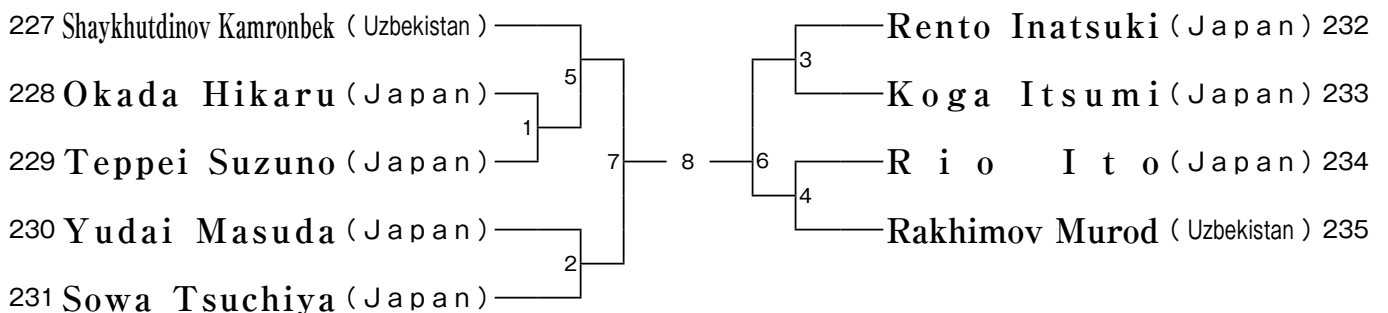 227 Shaykhutdinov Kamronbek (Uzbekistan)
228 Okada Hikaru (Japan)
229 Teppei Suzuno (Japan)
230 Yudai Masuda (Japan)
231 Sowa Tsuchiya (Japan)
5
1
7
2
8
3
6
4
Rento Inatsuki (Japan) 232
Koga Itsumi (Japan) 233
Rio Ito (Japan) 234
Rakhimov Murod (Uzbekistan) 235